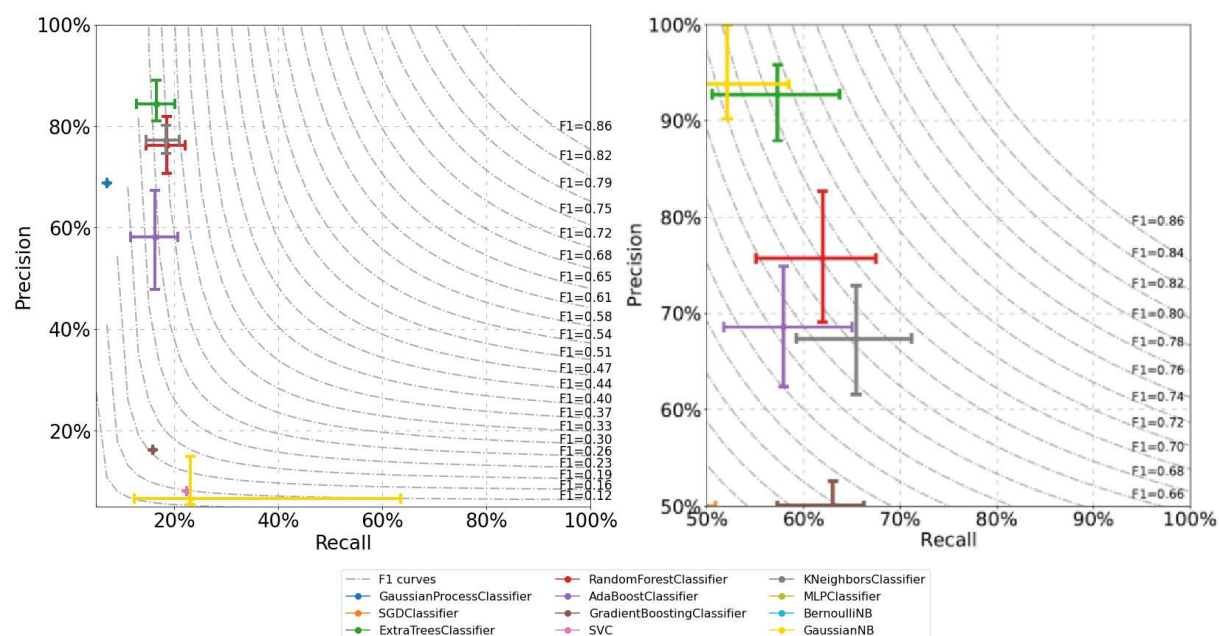 100%
80%
60%
40%
20%
Precision
F1=0.86
F1=0.82
F1=0.79
F1=0.75
F1=0.72
F1=0.68
F1=0.65
F1=0.61
F1=0.58
F1=0.54
F1=0.51
F1=0.47
F1=0.44
F1=0.40
F1=0.37
F1=0.33
F1=0.30
F1=0.26
F1=0.23
F1=0.19
F1=0.16
F1=0.12
20% 40% 60% 80% 100%
Recall
100%
90%
80%
70%
60%
50%
Precision
F1=0.86
F1=0.84
F1=0.82
F1=0.80
F1=0.78
F1=0.76
F1=0.74
F1=0.72
F1=0.70
F1=0.68
F1=0.66
50% 60% 70% 80% 90% 100%
Recall
F1 curves
GaussianProcessClassifier
SGDClassifier
ExtraTreesClassifier
RandomForestClassifier
AdaBoostClassifier
GradientBoostingClassifier
SVC
KNeighborsClassifier
MLPClassifier
BernoulliNB
GaussianNB